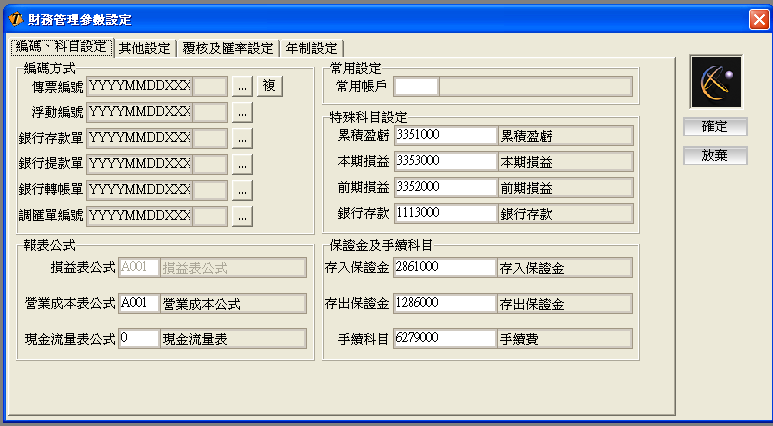 財務管理參數設定
編碼、科目設定 其他設定 覆核及匯率設定 年制設定
編碼方式
傳票編號 YYYYMMDDXXX ... 複
浮動編號 YYYYMMDDXXX ...
銀行存款單 YYYYMMDDXXX ...
銀行提款單 YYYYMMDDXXX ...
銀行轉帳單 YYYYMMDDXXX ...
調匯單編號 YYYYMMDDXXX ...
常用設定
常用帳戶
特殊科目設定
累積盈虧 3351000 累積盈虧
本期損益 3353000 本期損益
前期損益 3352000 前期損益
銀行存款 1113000 銀行存款
報表公式
損益表公式 A001 損益表公式
營業成本表公式 A001 營業成本公式
現金流量表公式 0 現金流量表
保證金及手續科目
存入保證金 2861000 存入保證金
存出保證金 1286000 存出保證金
手續科目 6279000 手續費
確定
放棄